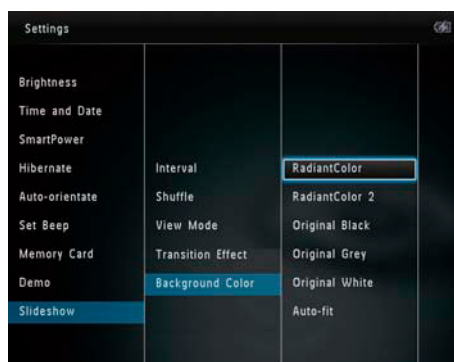 Settings
Brightness
Time and Date
SmartPower
Hibernate
Auto-orientate
Set Beep
Memory Card
Demo
Slideshow
Interval
Shuffle
View Mode
Transition Effect
Background Color
RadiantColor
RadiantColor 2
Original Black
Original Grey
Original White
Auto-fit